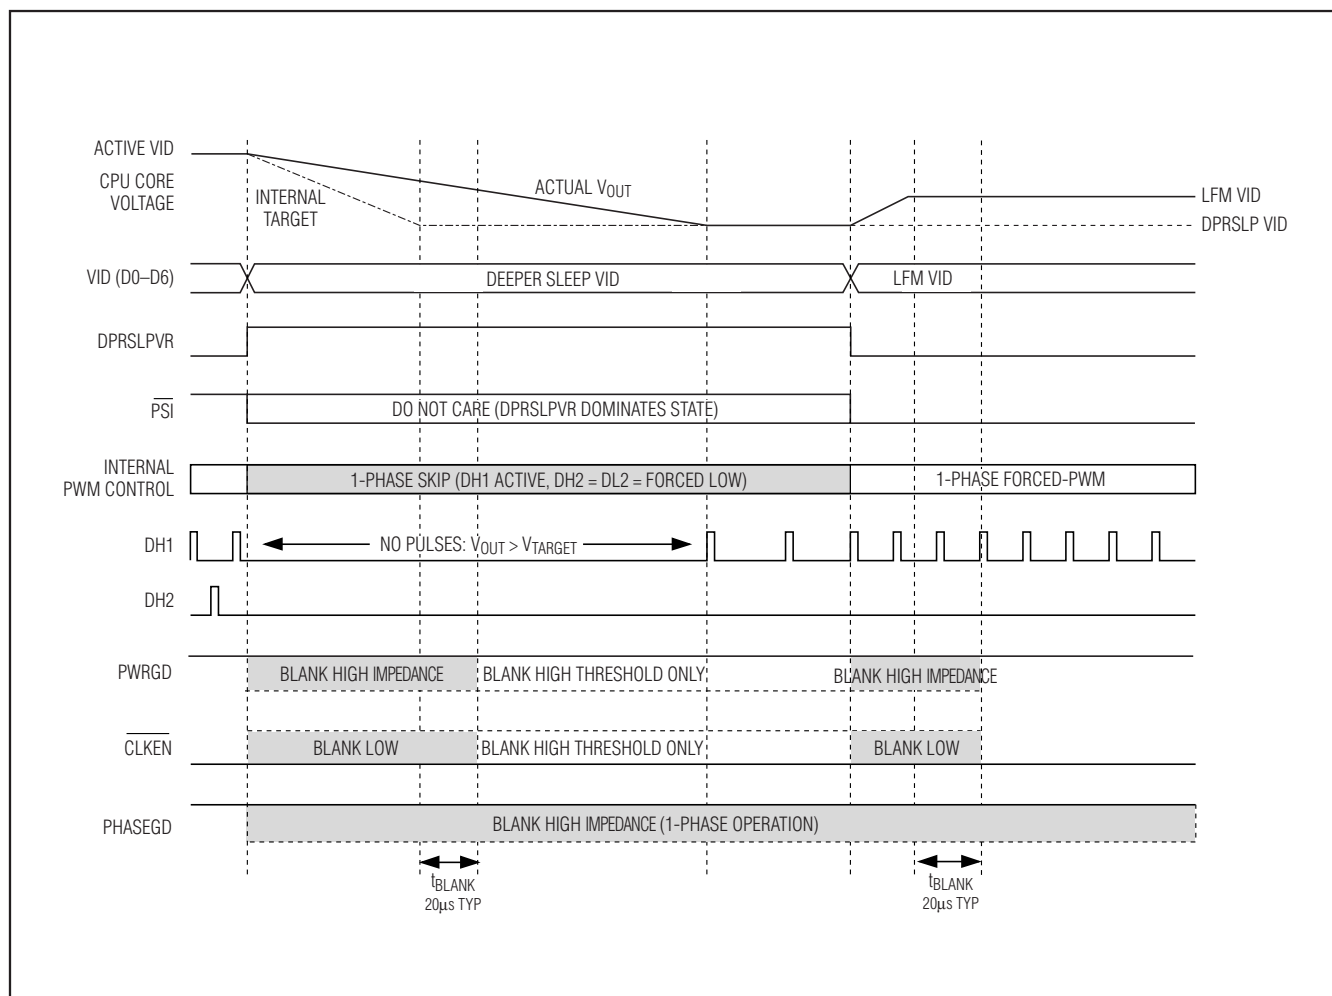 ACTIVE VID
CPU CORE
VOLTAGE
INTERNAL
TARGET
ACTUAL VOUT
LFM VID
DPRSLP VID
VID (D0–D6)
DEEPER SLEEP VID
LFM VID
DPRSLPVR
PSI
DO NOT CARE (DPRSLPVR DOMINATES STATE)
INTERNAL
PWM CONTROL
1-PHASE SKIP (DH1 ACTIVE, DH2 = DL2 = FORCED LOW)
1-PHASE FORCED-PWM
DH1
NO PULSES: VOUT > VTARGET
DH2
PWRGD
BLANK HIGH IMPEDANCE
BLANK HIGH THRESHOLD ONLY
BLANK HIGH IMPEDANCE
CLKEN
BLANK LOW
BLANK HIGH THRESHOLD ONLY
BLANK LOW
PHASEGD
BLANK HIGH IMPEDANCE (1-PHASE OPERATION)
tBLANK
20μs TYP
tBLANK
20μs TYP